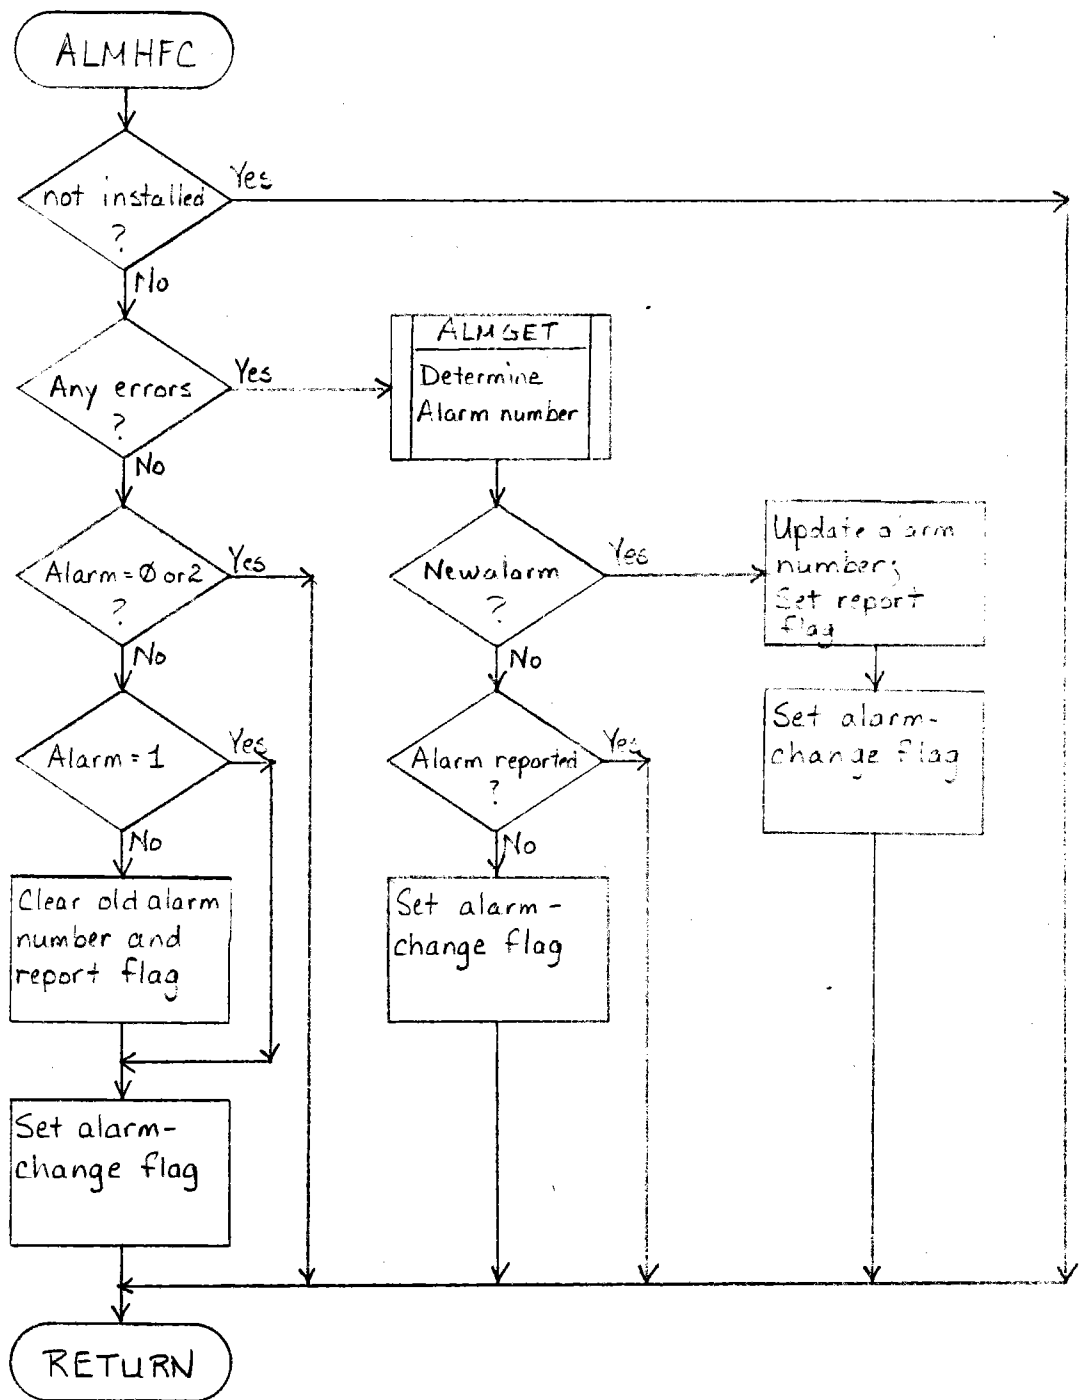 ALMHFC
not installed
?
Yes
No
Any errors
?
Yes
No
ALMGET
Determine
Alarm number
Alarm = Ø or 2
?
Yes
No
New alarm
?
Yes
No
Update alarm
number;
Set report
flag
Alarm = 1
Yes
No
Alarm reported
?
Yes
No
Set alarm-
change flag
Clear old alarm
number and
report flag
Set alarm-
change flag
Set alarm-
change flag
RETURN